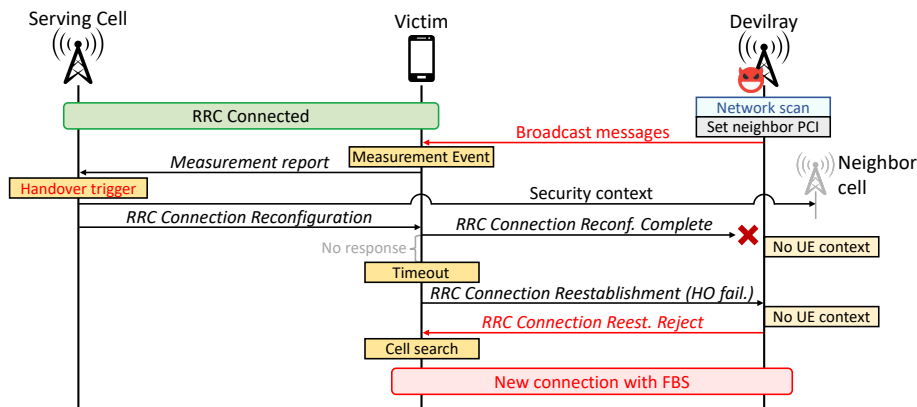 Serving Cell
Victim
Devilray
RRC Connected
Network scan
Set neighbor PCI
Broadcast messages
Measurement Event
Measurement report
Neighbor
cell
Handover trigger
Security context
RRC Connection Reconfiguration
RRC Connection Reconf. Complete
No response
No UE context
Timeout
RRC Connection Reestablishment (HO fail.)
No UE context
RRC Connection Reest. Reject
Cell search
New connection with FBS